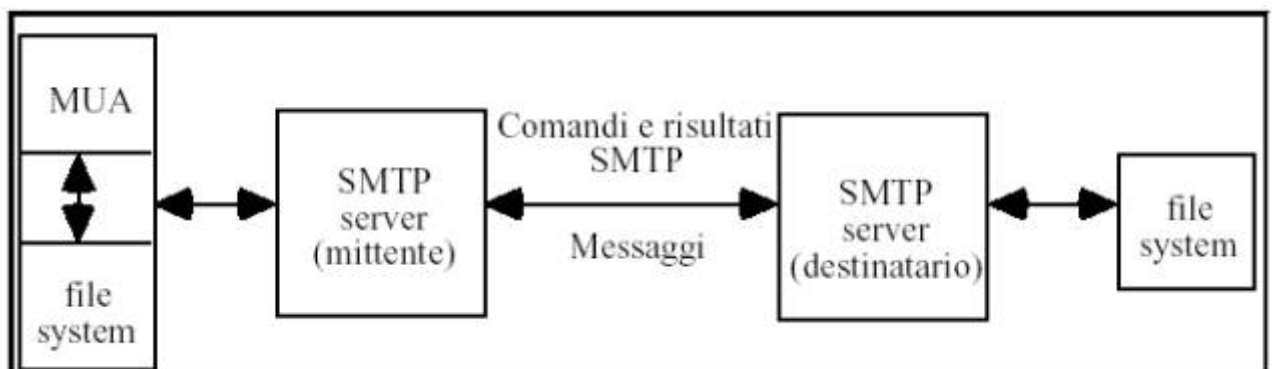 MUA
file
system
SMTP
server
(mittente)
Comandi e risultati
SMTP
Messaggi
SMTP
server
(destinatario)
file
system